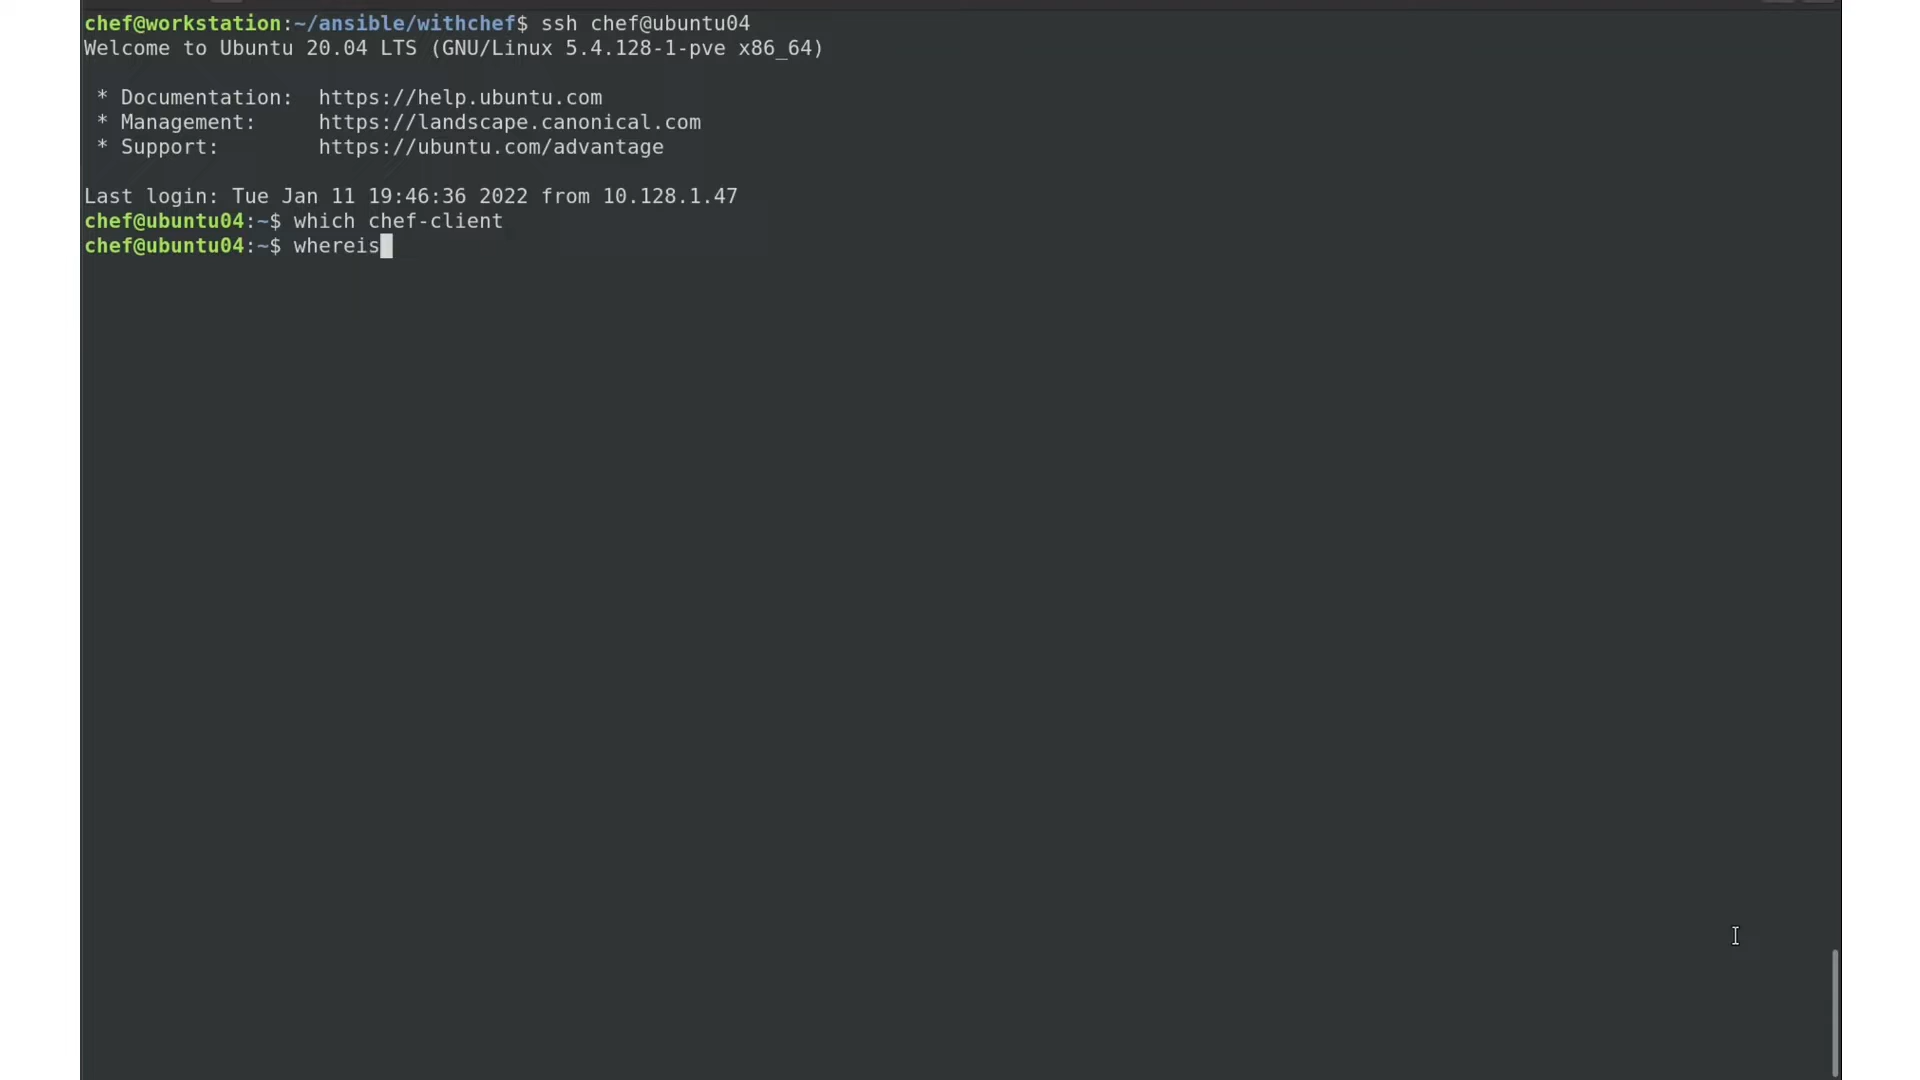 chef@workstation:~/ansible/withchef$ ssh chef@ubuntu04
Welcome to Ubuntu 20.04 LTS (GNU/Linux 5.4.128-1-pve x86_64)
* Documentation:  https://help.ubuntu.com
* Management:     https://landscape.canonical.com
* Support:        https://ubuntu.com/advantage
Last login: Tue Jan 11 19:46:36 2022 from 10.128.1.47
chef@ubuntu04:~$ which chef-client
chef@ubuntu04:~$ whereis